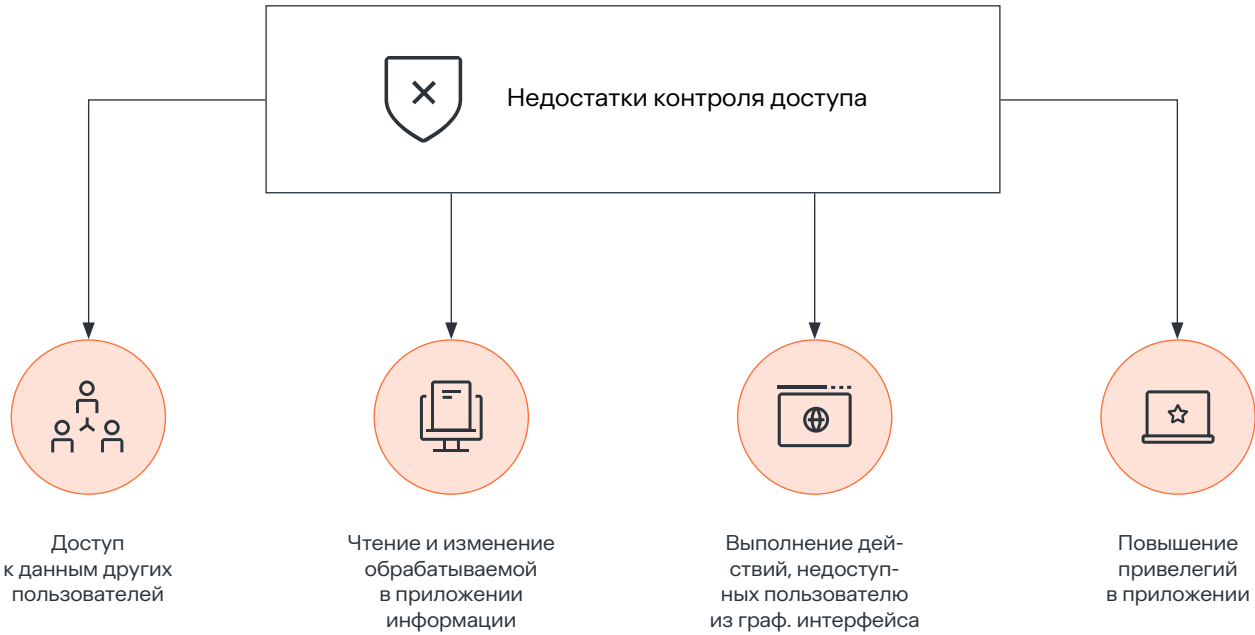 Недостатки контроля доступа
Доступ
к данным других
пользователей
Чтение и изменение
обрабатываемой
в приложении
информации
Выполнение дей-
ствий, недоступ-
ных пользователю
из граф. интерфейса
Повышение
привелегий
в приложении